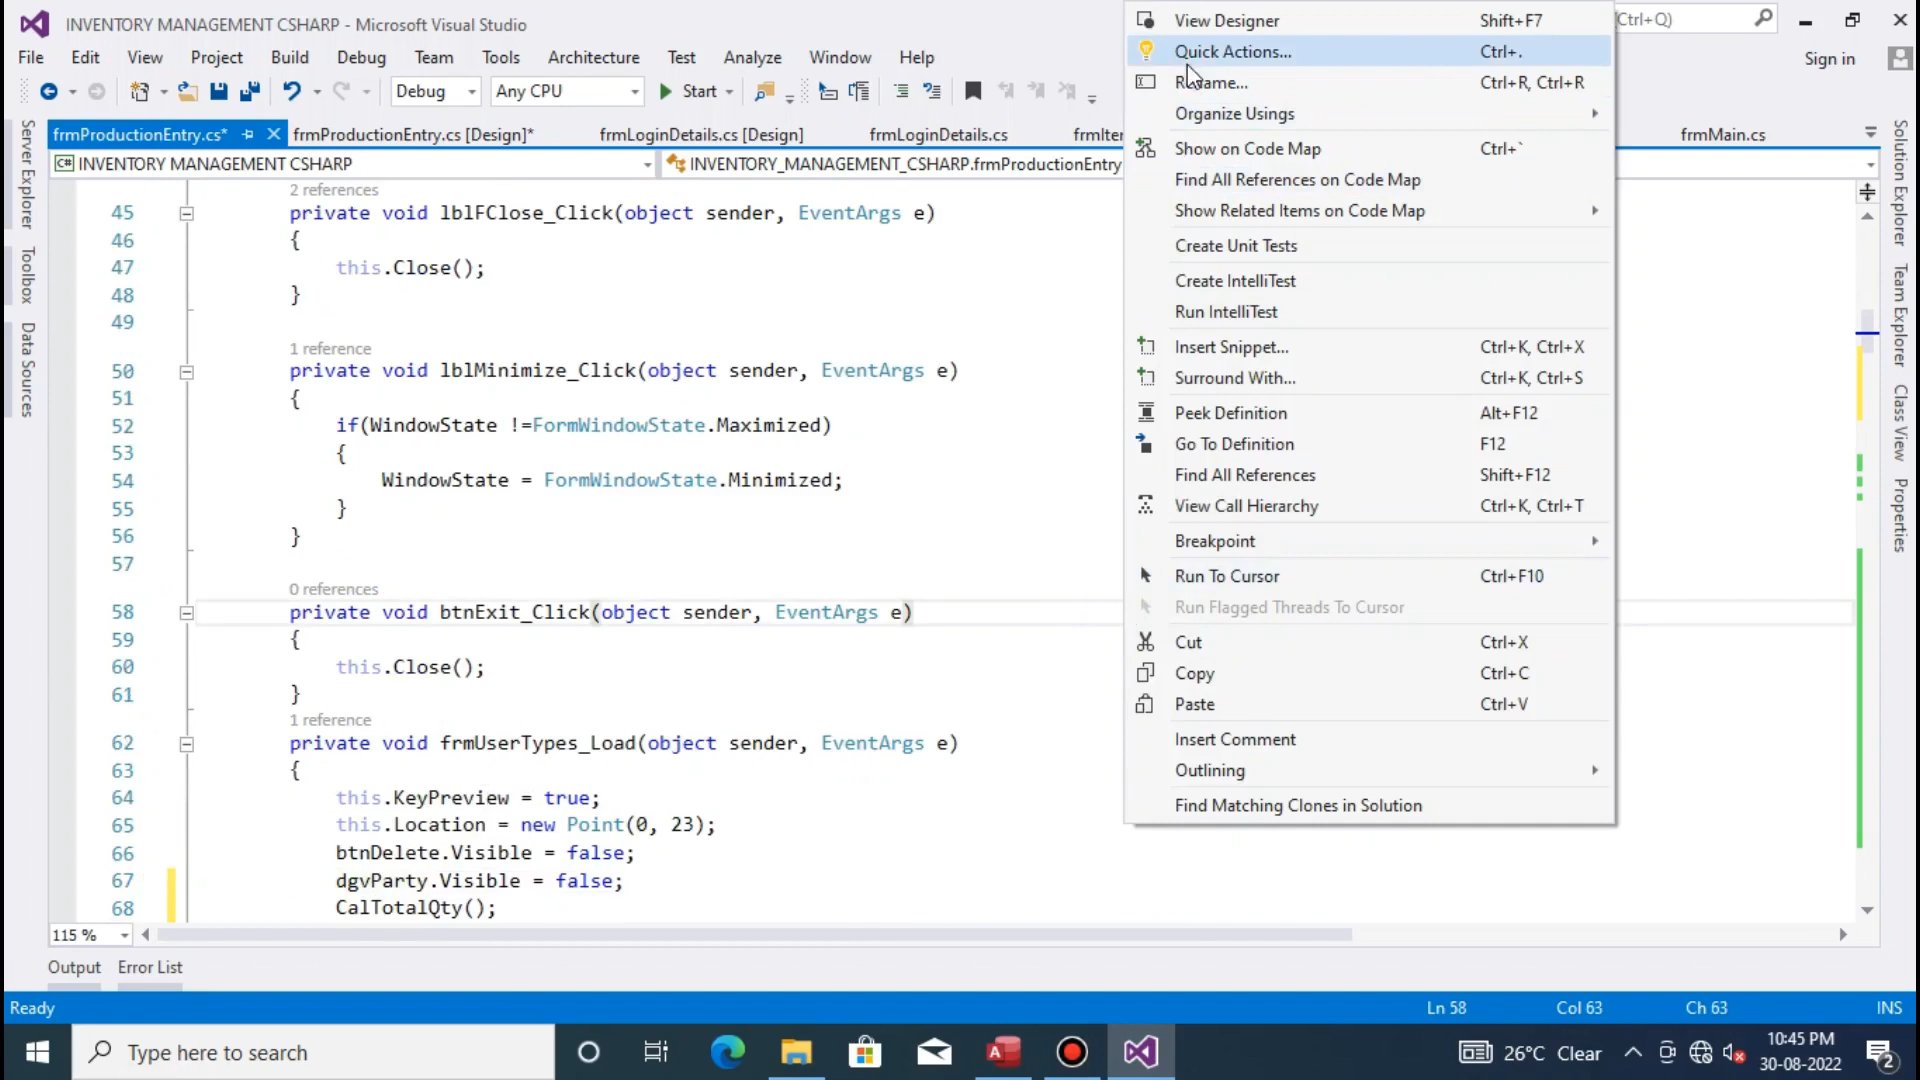 INVENTORY MANAGEMENT CSHARP - Microsoft Visual Studio
Ctrl+Q)
File Edit View Project Build Debug Team Tools Architecture Test Analyze Window Help
Sign in
Debug Any CPU Start
frmProductionEntry.cs* frmProductionEntry.cs [Design]* frmLoginDetails.cs [Design] frmLoginDetails.cs frmIter frmMain.cs
C# INVENTORY MANAGEMENT CSHARP INVENTORY_MANAGEMENT_CSHARP.frmProductionEntry
Server Explorer
Toolbox
Data Sources
2 references
45 private void lblFClose_Click(object sender, EventArgs e)
46 {
47 this.Close();
48 }
49
1 reference
50 private void lblMinimize_Click(object sender, EventArgs e)
51 {
52 if(WindowState !=FormWindowState.Maximized)
53 {
54 WindowState = FormWindowState.Minimized;
55 }
56 }
57
0 references
58 private void btnExit_Click(object sender, EventArgs e)
59 {
60 this.Close();
61 }
1 reference
62 private void frmUserTypes_Load(object sender, EventArgs e)
63 {
64 this.KeyPreview = true;
65 this.Location = new Point(0, 23);
66 btnDelete.Visible = false;
67 dgvParty.Visible = false;
68 CalTotalQty();
115 %
View Designer Shift+F7
Quick Actions... Ctrl+.
Rename... Ctrl+R, Ctrl+R
Organize Usings
Show on Code Map Ctrl+`
Find All References on Code Map
Show Related Items on Code Map
Create Unit Tests
Create IntelliTest
Run IntelliTest
Insert Snippet... Ctrl+K, Ctrl+X
Surround With... Ctrl+K, Ctrl+S
Peek Definition Alt+F12
Go To Definition F12
Find All References Shift+F12
View Call Hierarchy Ctrl+K, Ctrl+T
Breakpoint
Run To Cursor Ctrl+F10
Run Flagged Threads To Cursor
Cut Ctrl+X
Copy Ctrl+C
Paste Ctrl+V
Insert Comment
Outlining
Find Matching Clones in Solution
Solution Explorer
Team Explorer
Class View
Properties
Output Error List
Ready Ln 58 Col 63 Ch 63 INS
Type here to search
A
26°C Clear
10:45 PM
30-08-2022
2